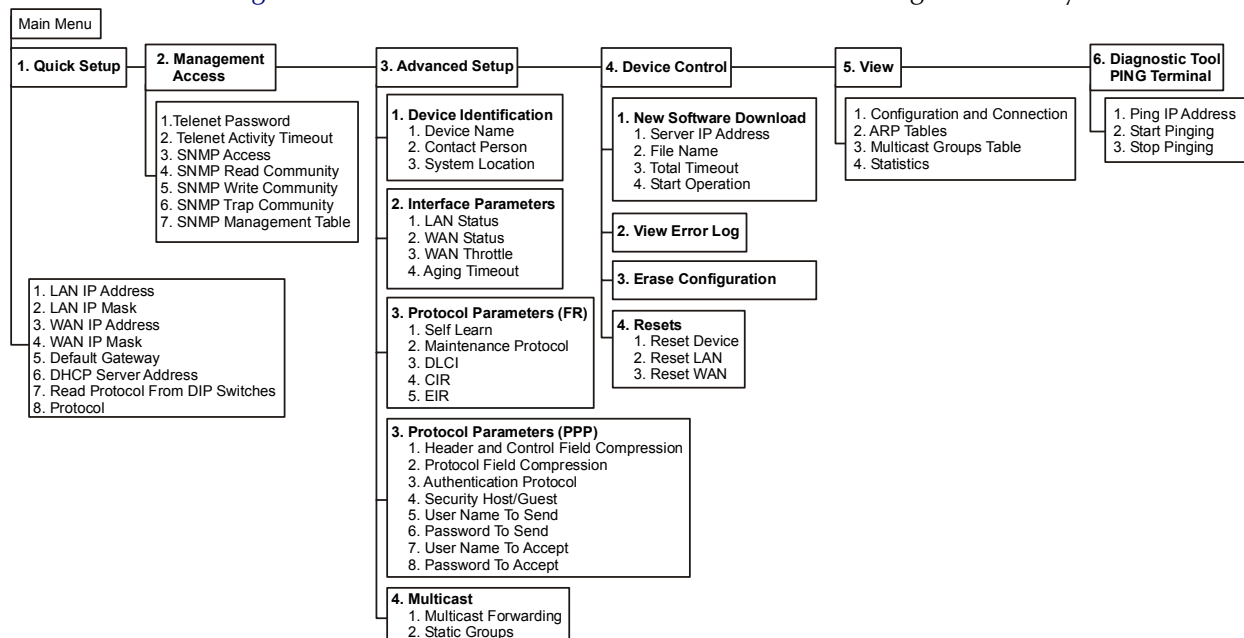 Main Menu
1. Quick Setup
2. Management
Access
3. Advanced Setup
4. Device Control
5. View
6. Diagnostic Tool
PING Terminal
1. LAN IP Address
2. LAN IP Mask
3. WAN IP Address
4. WAN IP Mask
5. Default Gateway
6. DHCP Server Address
7. Read Protocol From DIP Switches
8. Protocol
1.Telenet Password
2. Telenet Activity Timeout
3. SNMP Access
4. SNMP Read Community
5. SNMP Write Community
6. SNMP Trap Community
7. SNMP Management Table
1. Device Identification
1. Device Name
2. Contact Person
3. System Location
2. Interface Parameters
1. LAN Status
2. WAN Status
3. WAN Throttle
4. Aging Timeout
3. Protocol Parameters (FR)
1. Self Learn
2. Maintenance Protocol
3. DLCI
4. CIR
5. EIR
3. Protocol Parameters (PPP)
1. Header and Control Field Compression
2. Protocol Field Compression
3. Authentication Protocol
4. Security Host/Guest
5. User Name To Send
6. Password To Send
7. User Name To Accept
8. Password To Accept
4. Multicast
1. Multicast Forwarding
2. Static Groups
1. New Software Download
1. Server IP Address
2. File Name
3. Total Timeout
4. Start Operation
2. View Error Log
3. Erase Configuration
4. Resets
1. Reset Device
2. Reset LAN
3. Reset WAN
1. Configuration and Connection
2. ARP Tables
3. Multicast Groups Table
4. Statistics
1. Ping IP Address
2. Start Pinging
3. Stop Pinging